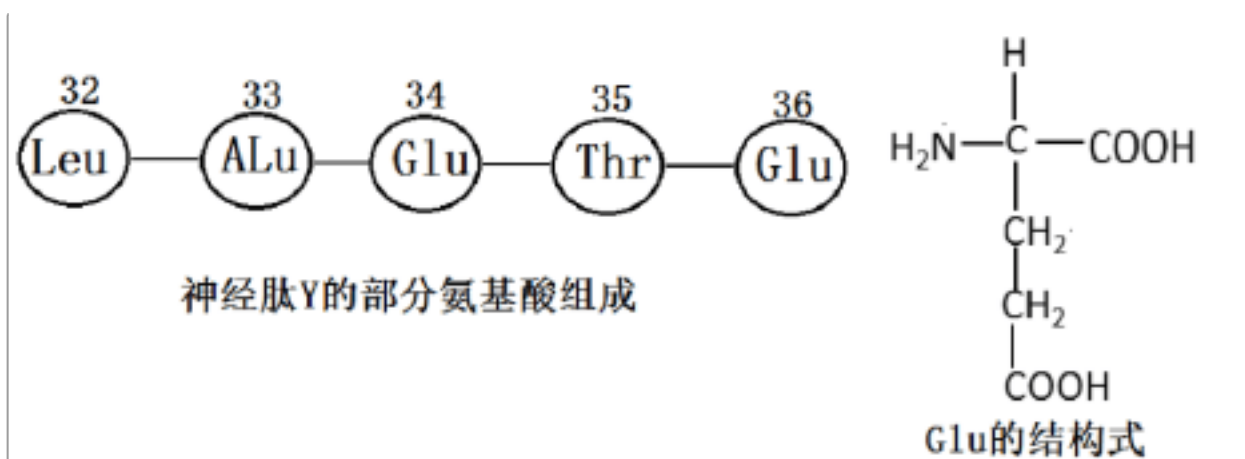 32 33 34 35 36
Leu ALu Glu Thr Glu
神经肽Y的部分氨基酸组成
H
H₂N—C—COOH
CH₂
CH₂
COOH
Glu的结构式